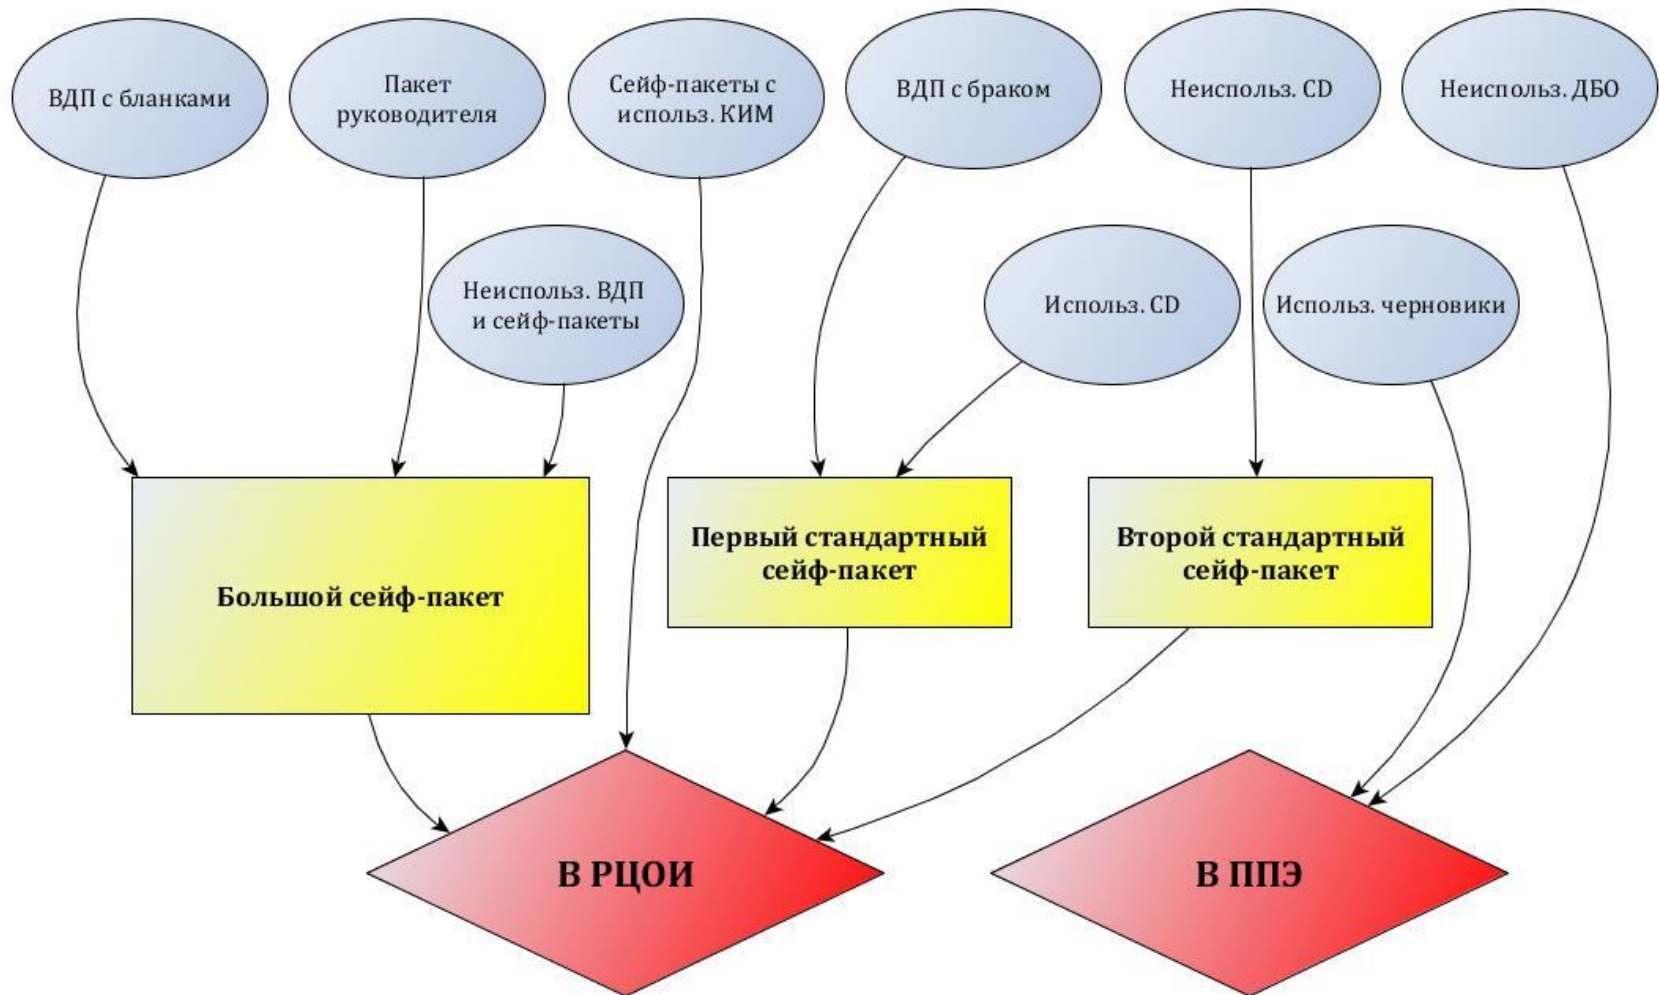 ВДП с бланками
Пакет
руководителя
Сейф-пакеты с
использ. КИМ
ВДП с браком
Неиспольз. CD
Неиспольз. ДБО
Неиспольз. ВДП
и сейф-пакеты
Использ. CD
Использ. черновики
Большой сейф-пакет
Первый стандартный
сейф-пакет
Второй стандартный
сейф-пакет
В РЦОИ
В ППЭ